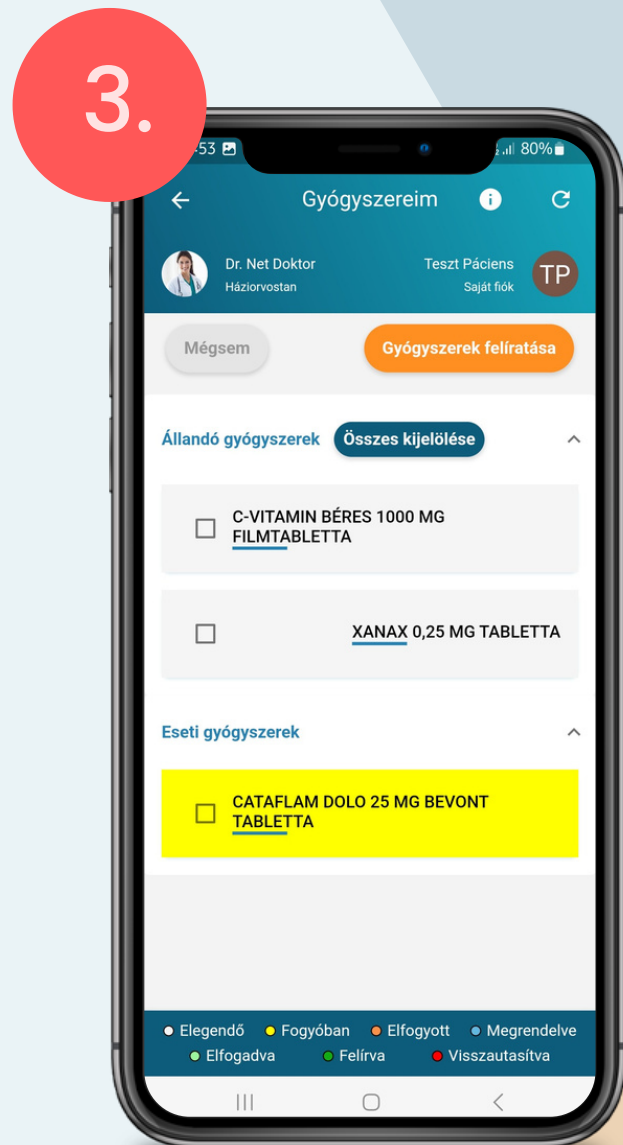 3.
53
80%
Gyógyszereim
Dr. Net Doktor
Háziorvostan
Teszt Páciens
Saját fiók
TP
Mégsem
Gyógyszerek felíratása
Állandó gyógyszerek
Összes kijelölése
C-VITAMIN BÉRES 1000 MG
FILMTABLETTA
XANAX 0,25 MG TABLETTA
Eseti gyógyszerek
CATAFLAM DOLO 25 MG BEVONT
TABLETTA
Elegendő Fogyóban Elfogyott Megrendelve
Elfogadva Felírva Visszautasítva